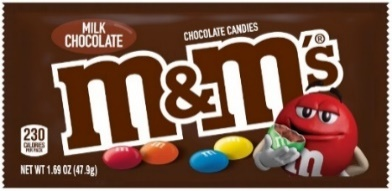 MILK
CHOCOLATE
CHOCOLATE CANDIES
m&m's®
230
CALORIES
PER PACK
NET WT 1.69 OZ (47.9g)
m
m
m